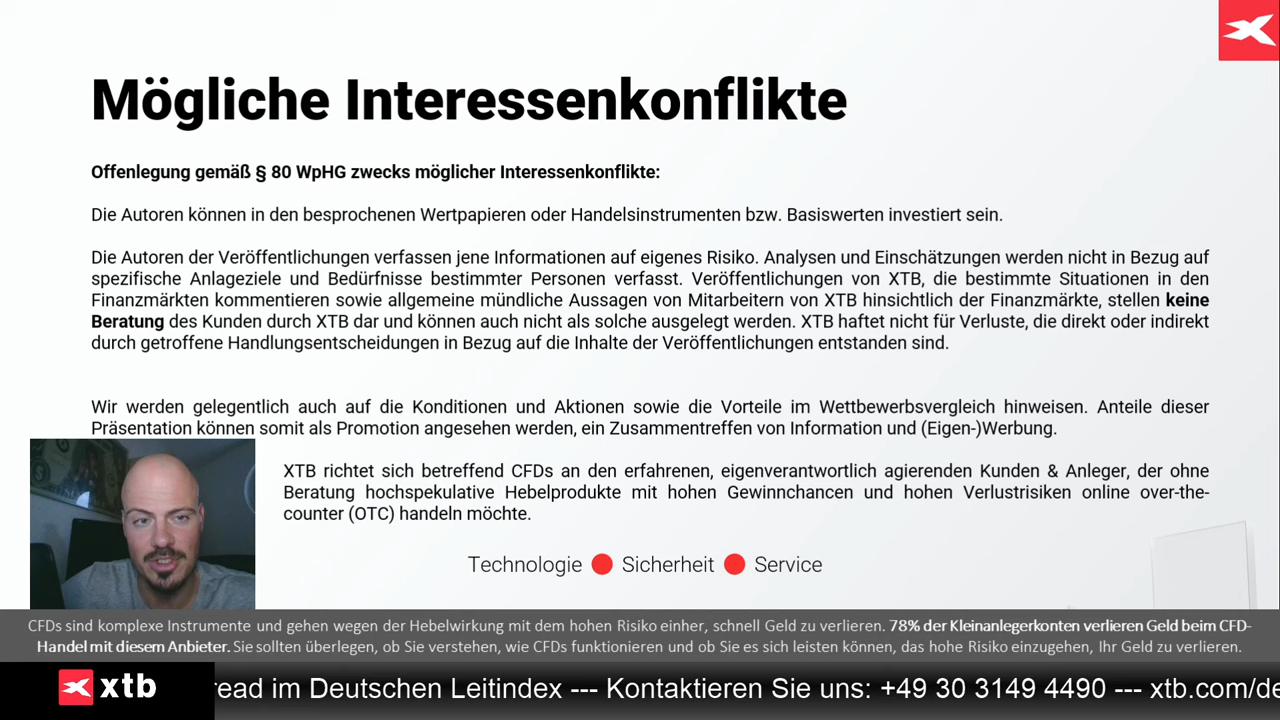 Mögliche Interessenkonflikte
Offenlegung gemäß § 80 WpHG zwecks möglicher Interessenkonflikte:
Die Autoren können in den besprochenen Wertpapieren oder Handelsinstrumenten bzw. Basiswerten investiert sein.
Die Autoren der Veröffentlichungen verfassen jene Informationen auf eigenes Risiko. Analysen und Einschätzungen werden nicht in Bezug auf
spezifische Anlageziele und Bedürfnisse bestimmter Personen verfasst. Veröffentlichungen von XTB, die bestimmte Situationen in den
Finanzmärkten kommentieren sowie allgemeine mündliche Aussagen von Mitarbeitern von XTB hinsichtlich der Finanzmärkte, stellen keine
Beratung des Kunden durch XTB dar und können auch nicht als solche ausgelegt werden. XTB haftet nicht für Verluste, die direkt oder indirekt
durch getroffene Handlungsentscheidungen in Bezug auf die Inhalte der Veröffentlichungen entstanden sind.
Wir werden gelegentlich auch auf die Konditionen und Aktionen sowie die Vorteile im Wettbewerbsvergleich hinweisen. Anteile dieser
Präsentation können somit als Promotion angesehen werden, ein Zusammentreffen von Information und (Eigen-)Werbung.
XTB richtet sich betreffend CFDs an den erfahrenen, eigenverantwortlich agierenden Kunden & Anleger, der ohne
Beratung hochspekulative Hebelprodukte mit hohen Gewinnchancen und hohen Verlustrisiken online over-the-
counter (OTC) handeln möchte.
Technologie Sicherheit Service
CFDs sind komplexe Instrumente und gehen wegen der Hebelwirkung mit dem hohen Risiko einher, schnell Geld zu verlieren. 78% der Kleinanlegerkonten verlieren Geld beim CFD-
Handel mit diesem Anbieter. Sie sollten überlegen, ob Sie verstehen, wie CFDs funktionieren und ob Sie es sich leisten können, das hohe Risiko einzugehen, Ihr Geld zu verlieren.
xtb read im Deutschen Leitindex --- Kontaktieren Sie uns: +49 30 3149 4490 --- xtb.com/de